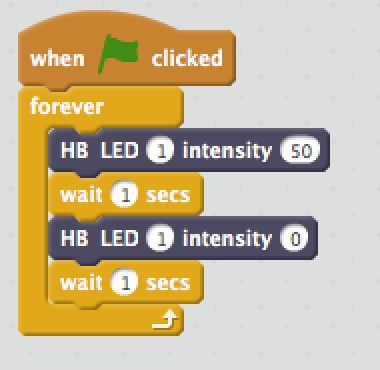 when clicked
forever
HB LED 1 intensity 50
wait 1 secs
HB LED 1 intensity 0
wait 1 secs